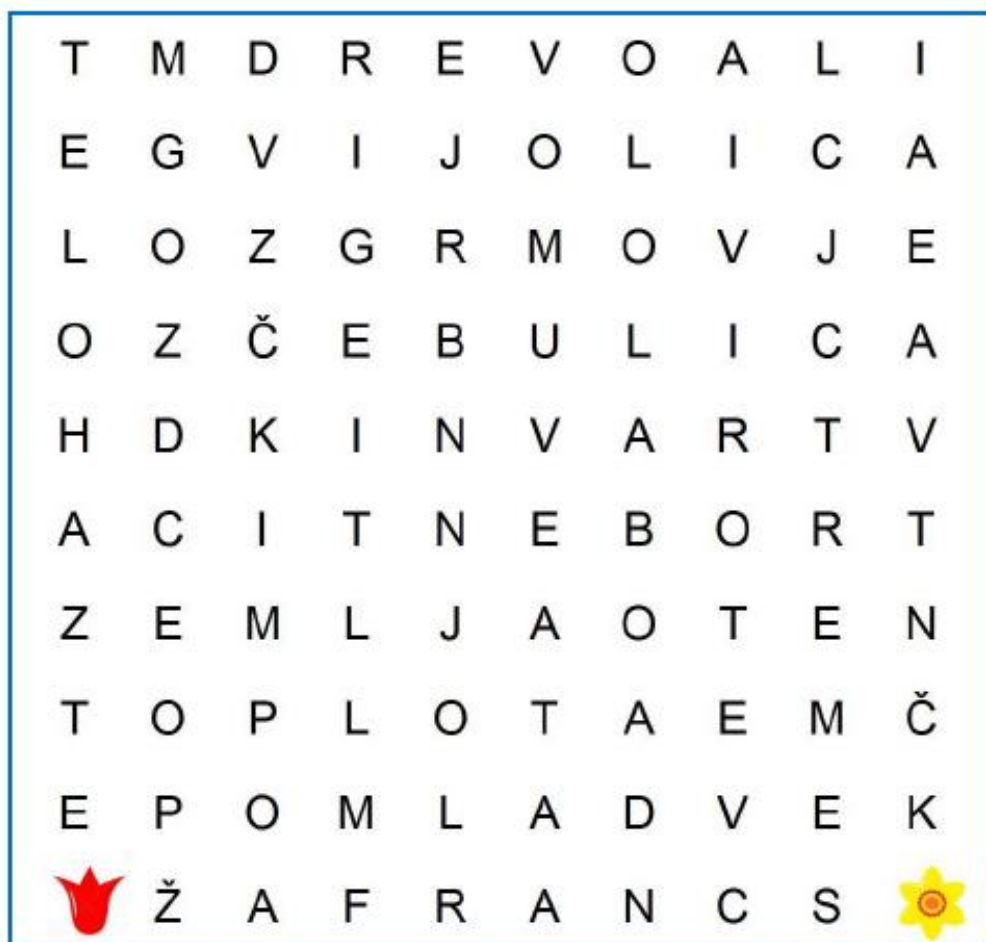 T M D R E V O A L I
E G V I J O L I C A
L O Z G R M O V J E
O Z Č E B U L I C A
H D K I N V A R T V
A C I T N E B O R T
Z E M L J A O T E N
T O P L O T A E M Č
E P O M L A D V E K
Ž A F R A N C S